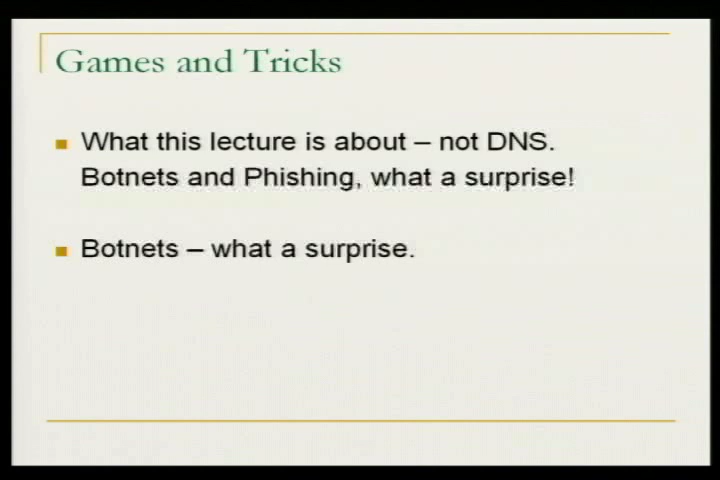 Games and Tricks
What this lecture is about – not DNS.
Botnets and Phishing, what a surprise!
Botnets – what a surprise.